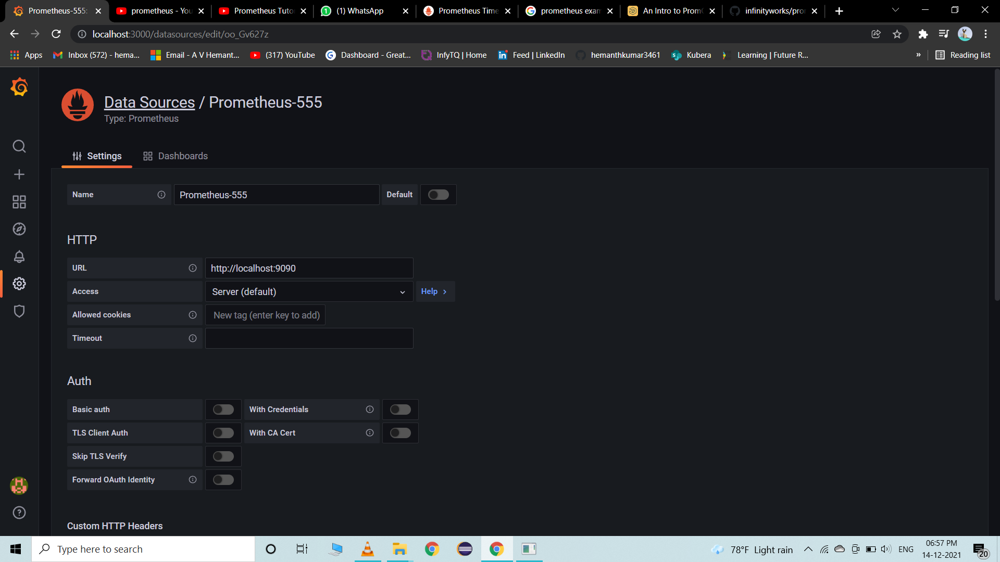 Prometheus-555:
prometheus - You
Prometheus Tuto
(1) WhatsApp
Prometheus Time
prometheus exam
An Intro to Prom
infinityworks/pro
localhost:3000/datasources/edit/oo_Gv627z
Apps
Inbox (572) - hema...
Email - A V Hemant...
(317) YouTube
Dashboard - Great...
InfyTQ | Home
Feed | LinkedIn
hemanthkumar3461
Kubera
Learning | Future R...
»
Reading list
Data Sources / Prometheus-555
Type: Prometheus
Settings
Dashboards
Name
Prometheus-555
Default
HTTP
URL
http://localhost:9090
Access
Server (default)
Help >
Allowed cookies
New tag (enter key to add)
Timeout
Auth
Basic auth
With Credentials
TLS Client Auth
With CA Cert
Skip TLS Verify
Forward OAuth Identity
Custom HTTP Headers
Type here to search
78°F Light rain
ENG
06:57 PM
14-12-2021
20